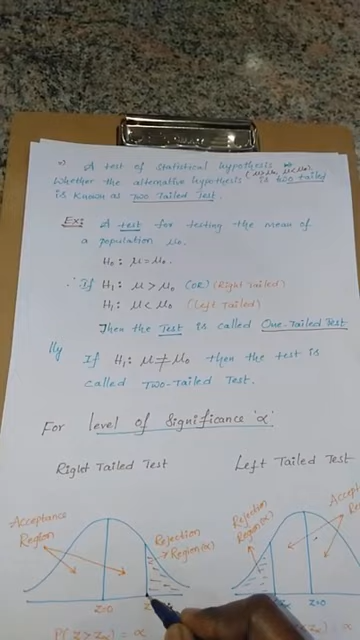 A test of statistical hypothesis
Whether the alternative hypothesis is two tailed
is known as Two Tailed Test.
Ex: A test for testing the mean of
a population μ₀.
H₀: μ = μ₀.
∴ If H₁: μ > μ₀ (OR) (Right Tailed)
H₁: μ < μ₀ (Left Tailed)
Then the Test is called One-Tailed Test
|||ly If H₁: μ ≠ μ₀ then the test is
called Two-Tailed Test.
For level of Significance 'α'
Right Tailed Test
Left Tailed Test
Acceptance
Region
Rejection
Region(α)
Z=0
P(Z > Zα) = α
Rejection
Region(α)
Z=0